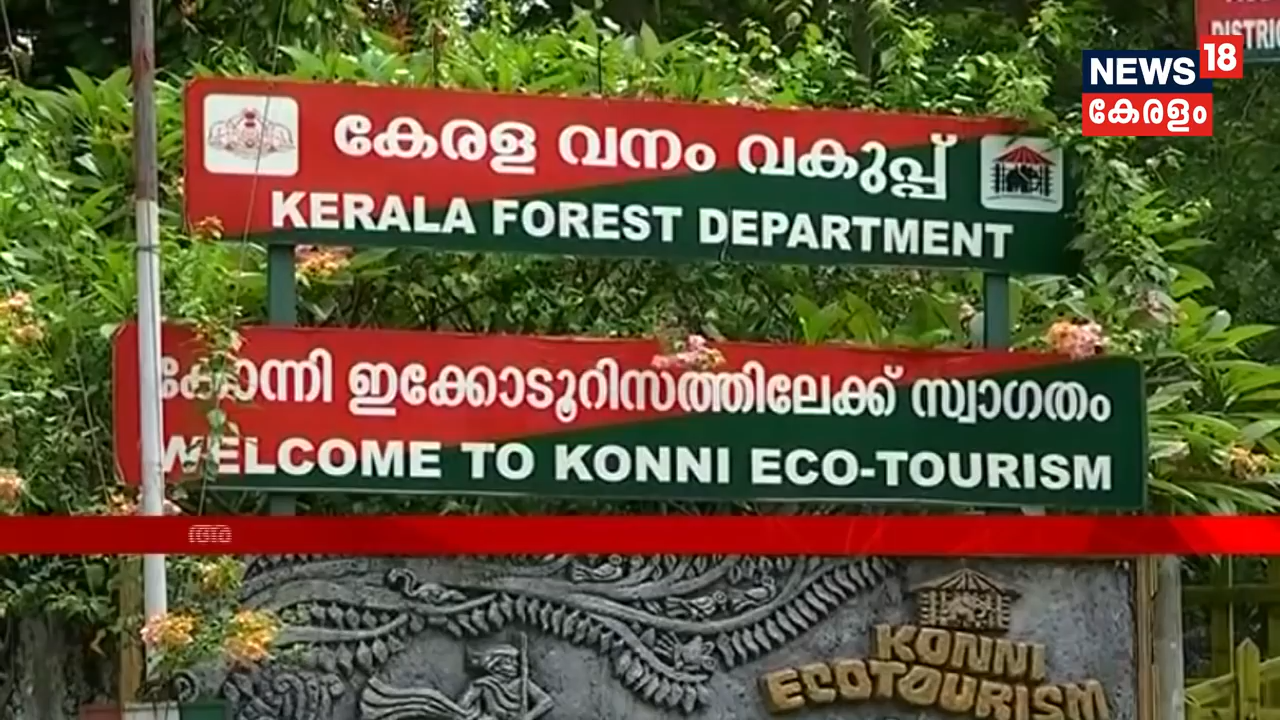 DISTRIC
NEWS 18
കേരളം
കേരള വനം വകുപ്പ്
KERALA FOREST DEPARTMENT
കോന്നി ഇക്കോടൂറിസത്തിലേക്ക് സ്വാഗതം
WELCOME TO KONNI ECO-TOURISM
KONNI
ECOTOURISM